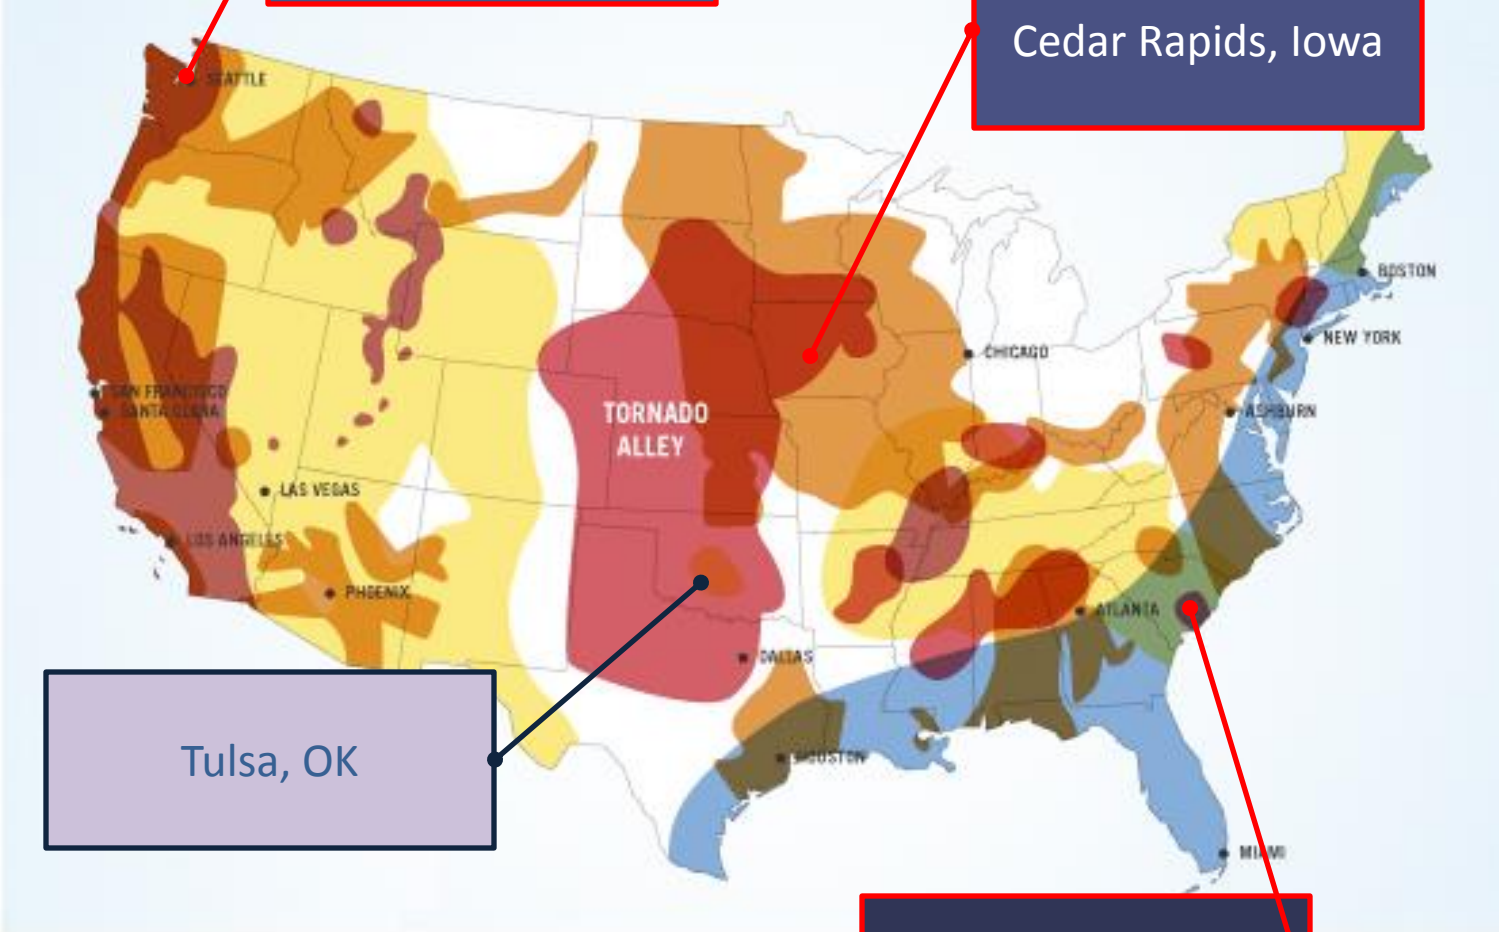 Cedar Rapids, Iowa
SEATTLE
BOSTON
NEW YORK
CHICAGO
SAN FRANCISCO
SANTA CLARA
ASHBURN
TORNADO
ALLEY
LAS VEGAS
LOS ANGELES
PHOENIX
ATLANTA
DALLAS
HOUSTON
Tulsa, OK
MIAMI